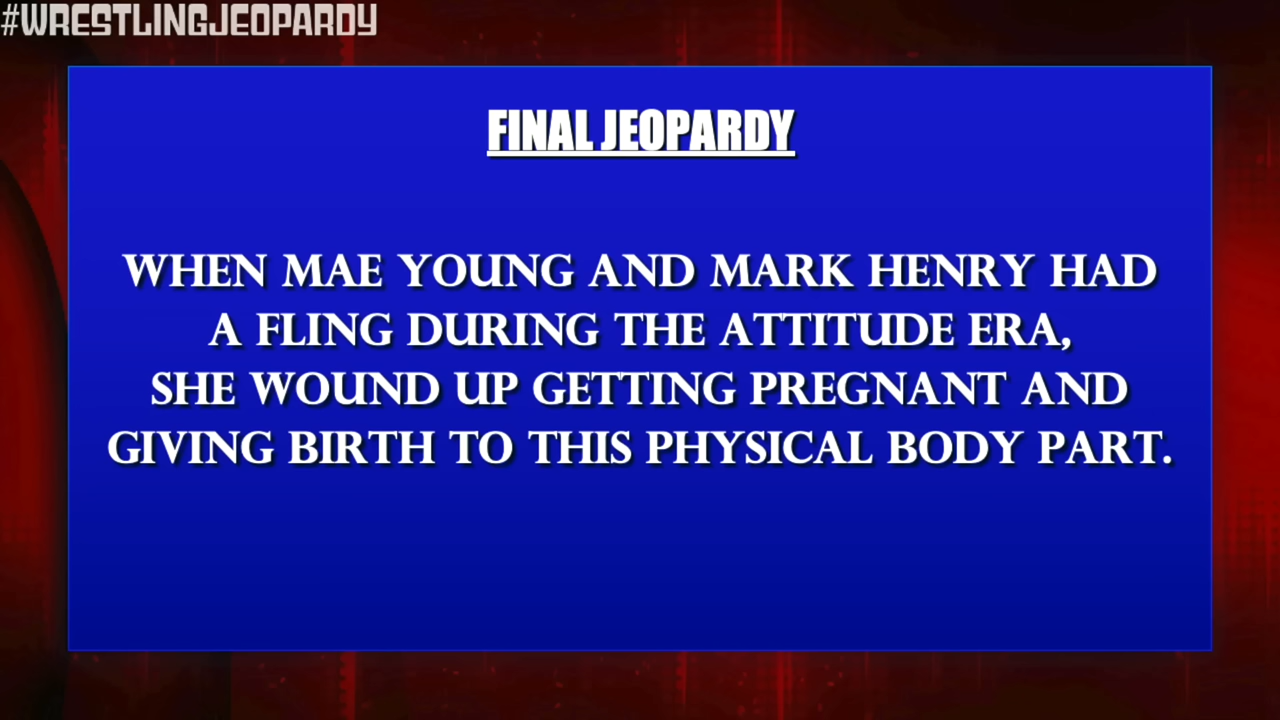 #WRESTLINGJEOPARDY
FINAL JEOPARDY
WHEN MAE YOUNG AND MARK HENRY HAD
A FLING DURING THE ATTITUDE ERA,
SHE WOUND UP GETTING PREGNANT AND
GIVING BIRTH TO THIS PHYSICAL BODY PART.